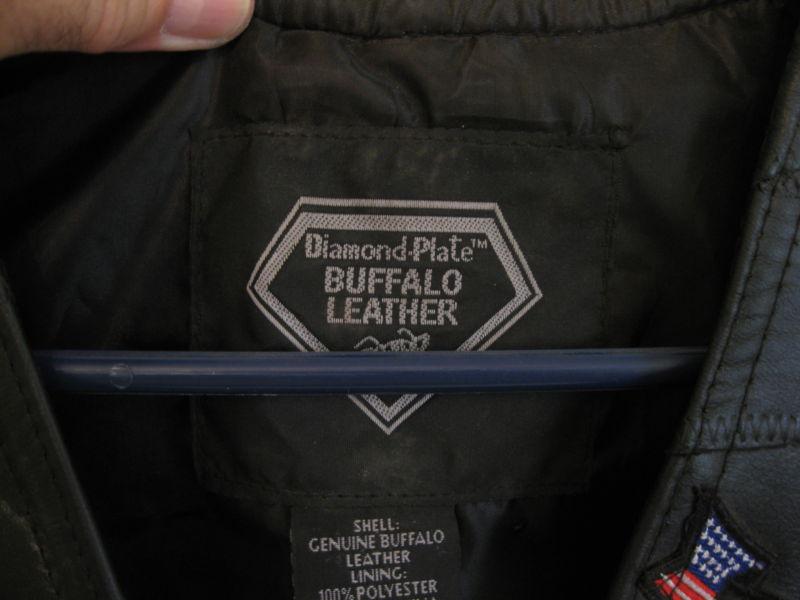 Diamond-Plate™
BUFFALO
LEATHER
SHELL:
GENUINE BUFFALO
LEATHER
LINING:
100% POLYESTER